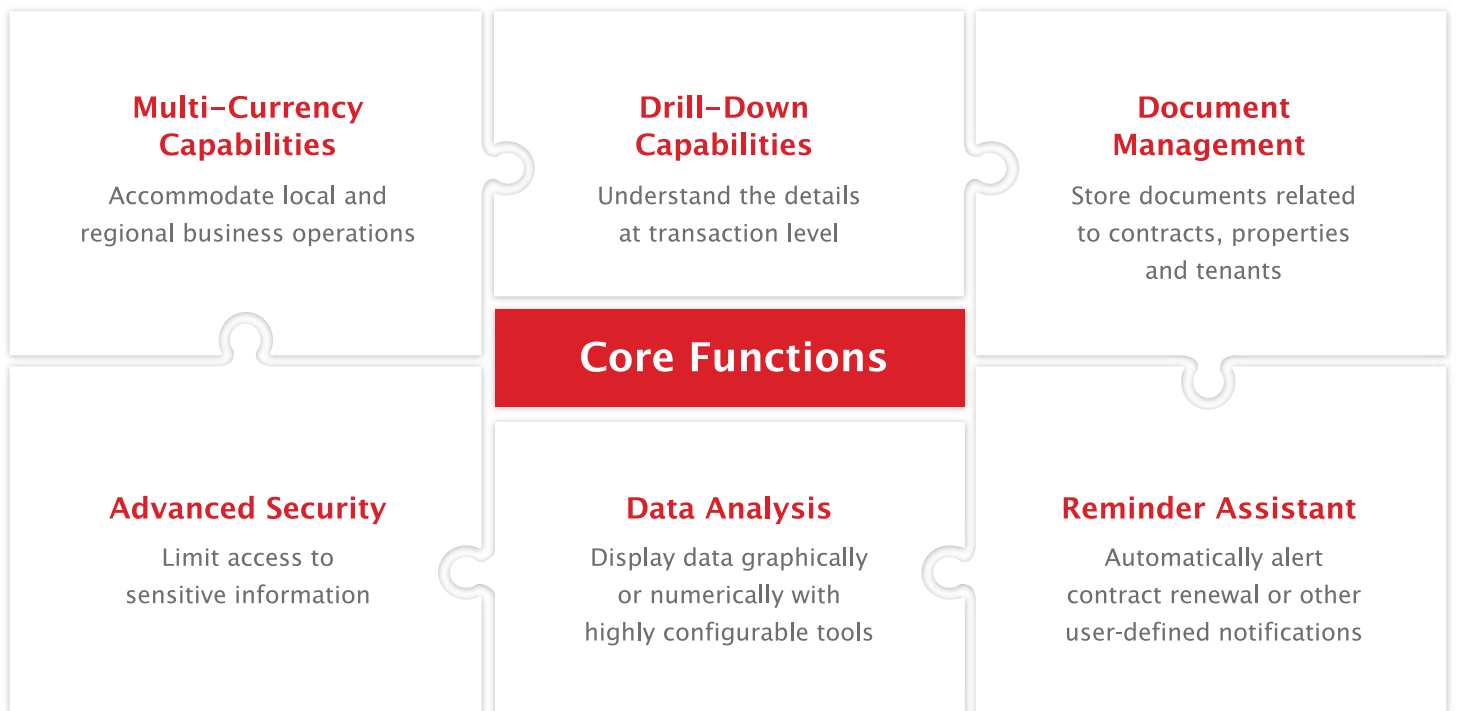 Multi–Currency
Capabilities
Accommodate local and
regional business operations
Drill–Down
Capabilities
Understand the details
at transaction level
Document
Management
Store documents related
to contracts, properties
and tenants
Core Functions
Advanced Security
Limit access to
sensitive information
Data Analysis
Display data graphically
or numerically with
highly configurable tools
Reminder Assistant
Automatically alert
contract renewal or other
user-defined notifications